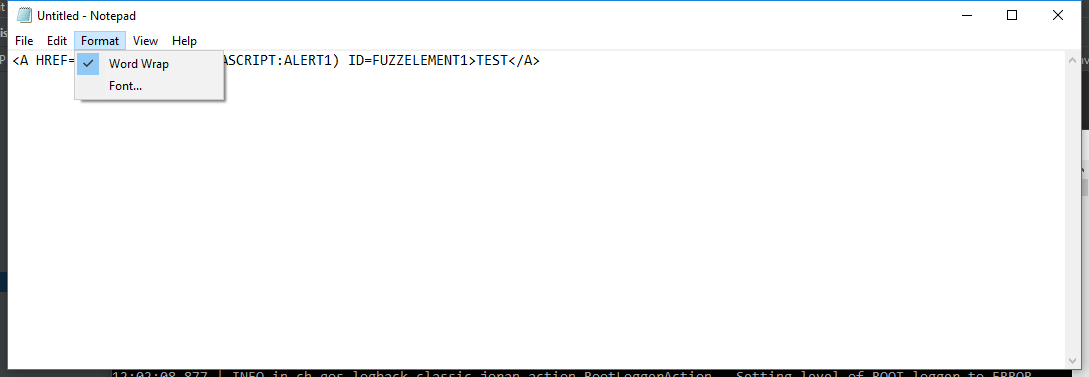 Untitled - Notepad
File Edit Format View Help
<A HREF= ASCRIPT:ALERT1) ID=FUZZELEMENT1>TEST</A>
Word Wrap
Font...
12:02:08.877 | INFO in ch.qos.logback.classic.joran.action.RootLoggerAction - Setting level of ROOT logger to ERROR